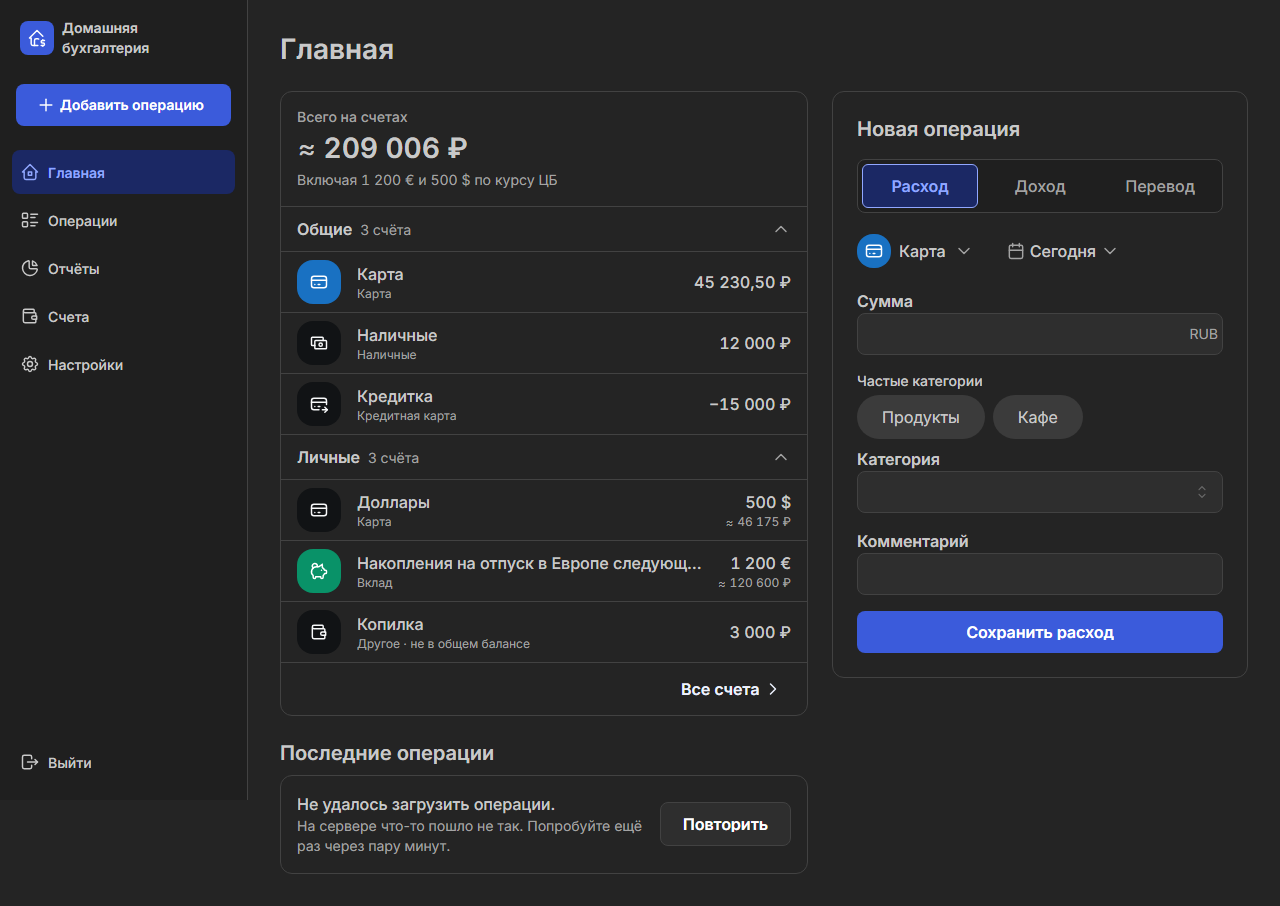 Домашняя
бухгалтерия
Добавить операцию
Главная
Операции
Отчёты
Счета
Настройки
Выйти
Главная
Всего на счетах
≈ 209 006 ₽
Включая 1 200 € и 500 $ по курсу ЦБ
Общие 3 счёта
Карта
Карта
45 230,50 ₽
Наличные
Наличные
12 000 ₽
Кредитка
Кредитная карта
−15 000 ₽
Личные 3 счёта
Доллары
Карта
500 $
≈ 46 175 ₽
Накопления на отпуск в Европе следующ...
Вклад
1 200 €
≈ 120 600 ₽
Копилка
Другое · не в общем балансе
3 000 ₽
Все счета
Последние операции
Не удалось загрузить операции.
На сервере что-то пошло не так. Попробуйте ещё
раз через пару минут.
Повторить
Новая операция
Расход Доход Перевод
Карта Сегодня
Сумма
RUB
Частые категории
Продукты Кафе
Категория
Комментарий
Сохранить расход